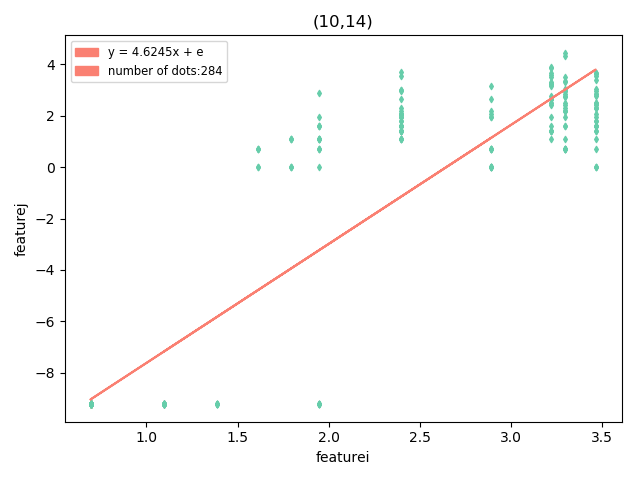 (10,14)
y = 4.6245x + e
number of dots:284
4
2
0
−2
−4
−6
−8
featurej
1.0 1.5 2.0 2.5 3.0 3.5
featurei